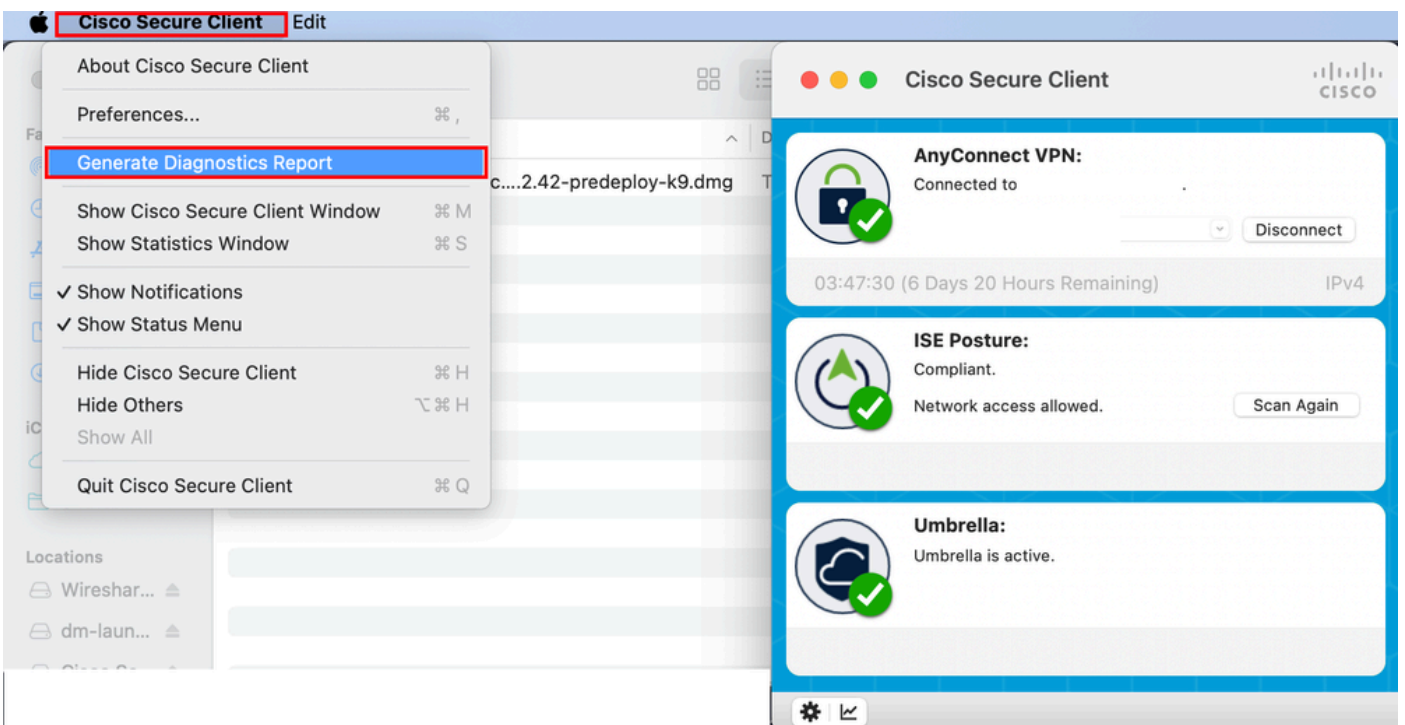 Cisco Secure Client Edit
About Cisco Secure Client
Preferences... ⌘ ,
Generate Diagnostics Report
Show Cisco Secure Client Window ⌘ M
Show Statistics Window ⌘ S
✓ Show Notifications
✓ Show Status Menu
Hide Cisco Secure Client ⌘ H
Hide Others ⌥ ⌘ H
Show All
Quit Cisco Secure Client ⌘ Q
Fa
iC
c....2.42-predeploy-k9.dmg T
D
Locations
Wireshar...
dm-laun...
Cisco Secure Client
CISCO
AnyConnect VPN:
Connected to .
Disconnect
03:47:30 (6 Days 20 Hours Remaining) IPv4
ISE Posture:
Compliant.
Network access allowed. Scan Again
Umbrella:
Umbrella is active.